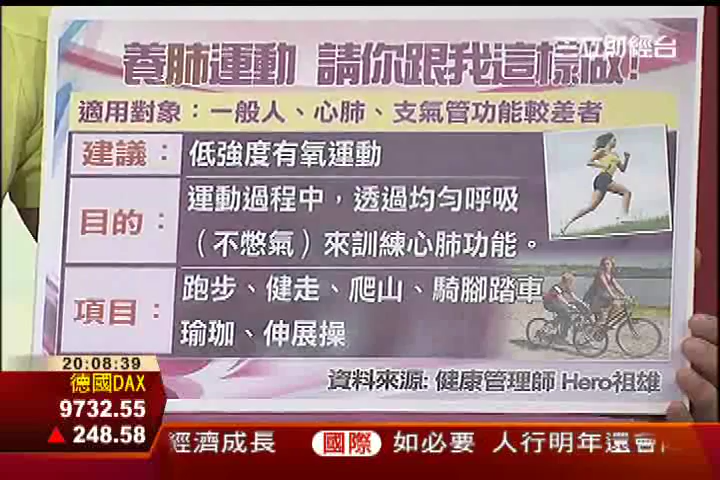 三立財經台
養肺運動 請你跟我這樣做!
適用對象：一般人、心肺、支氣管功能較差者
建議：低強度有氧運動
目的：運動過程中，透過均勻呼吸
（不憋氣）來訓練心肺功能。
項目：跑步、健走、爬山、騎腳踏車
瑜珈、伸展操
資料來源: 健康管理師 Hero祖雄
20:08:39
德國DAX
9732.55
▲ 248.58
經濟成長 國際 如必要 人行明年還會